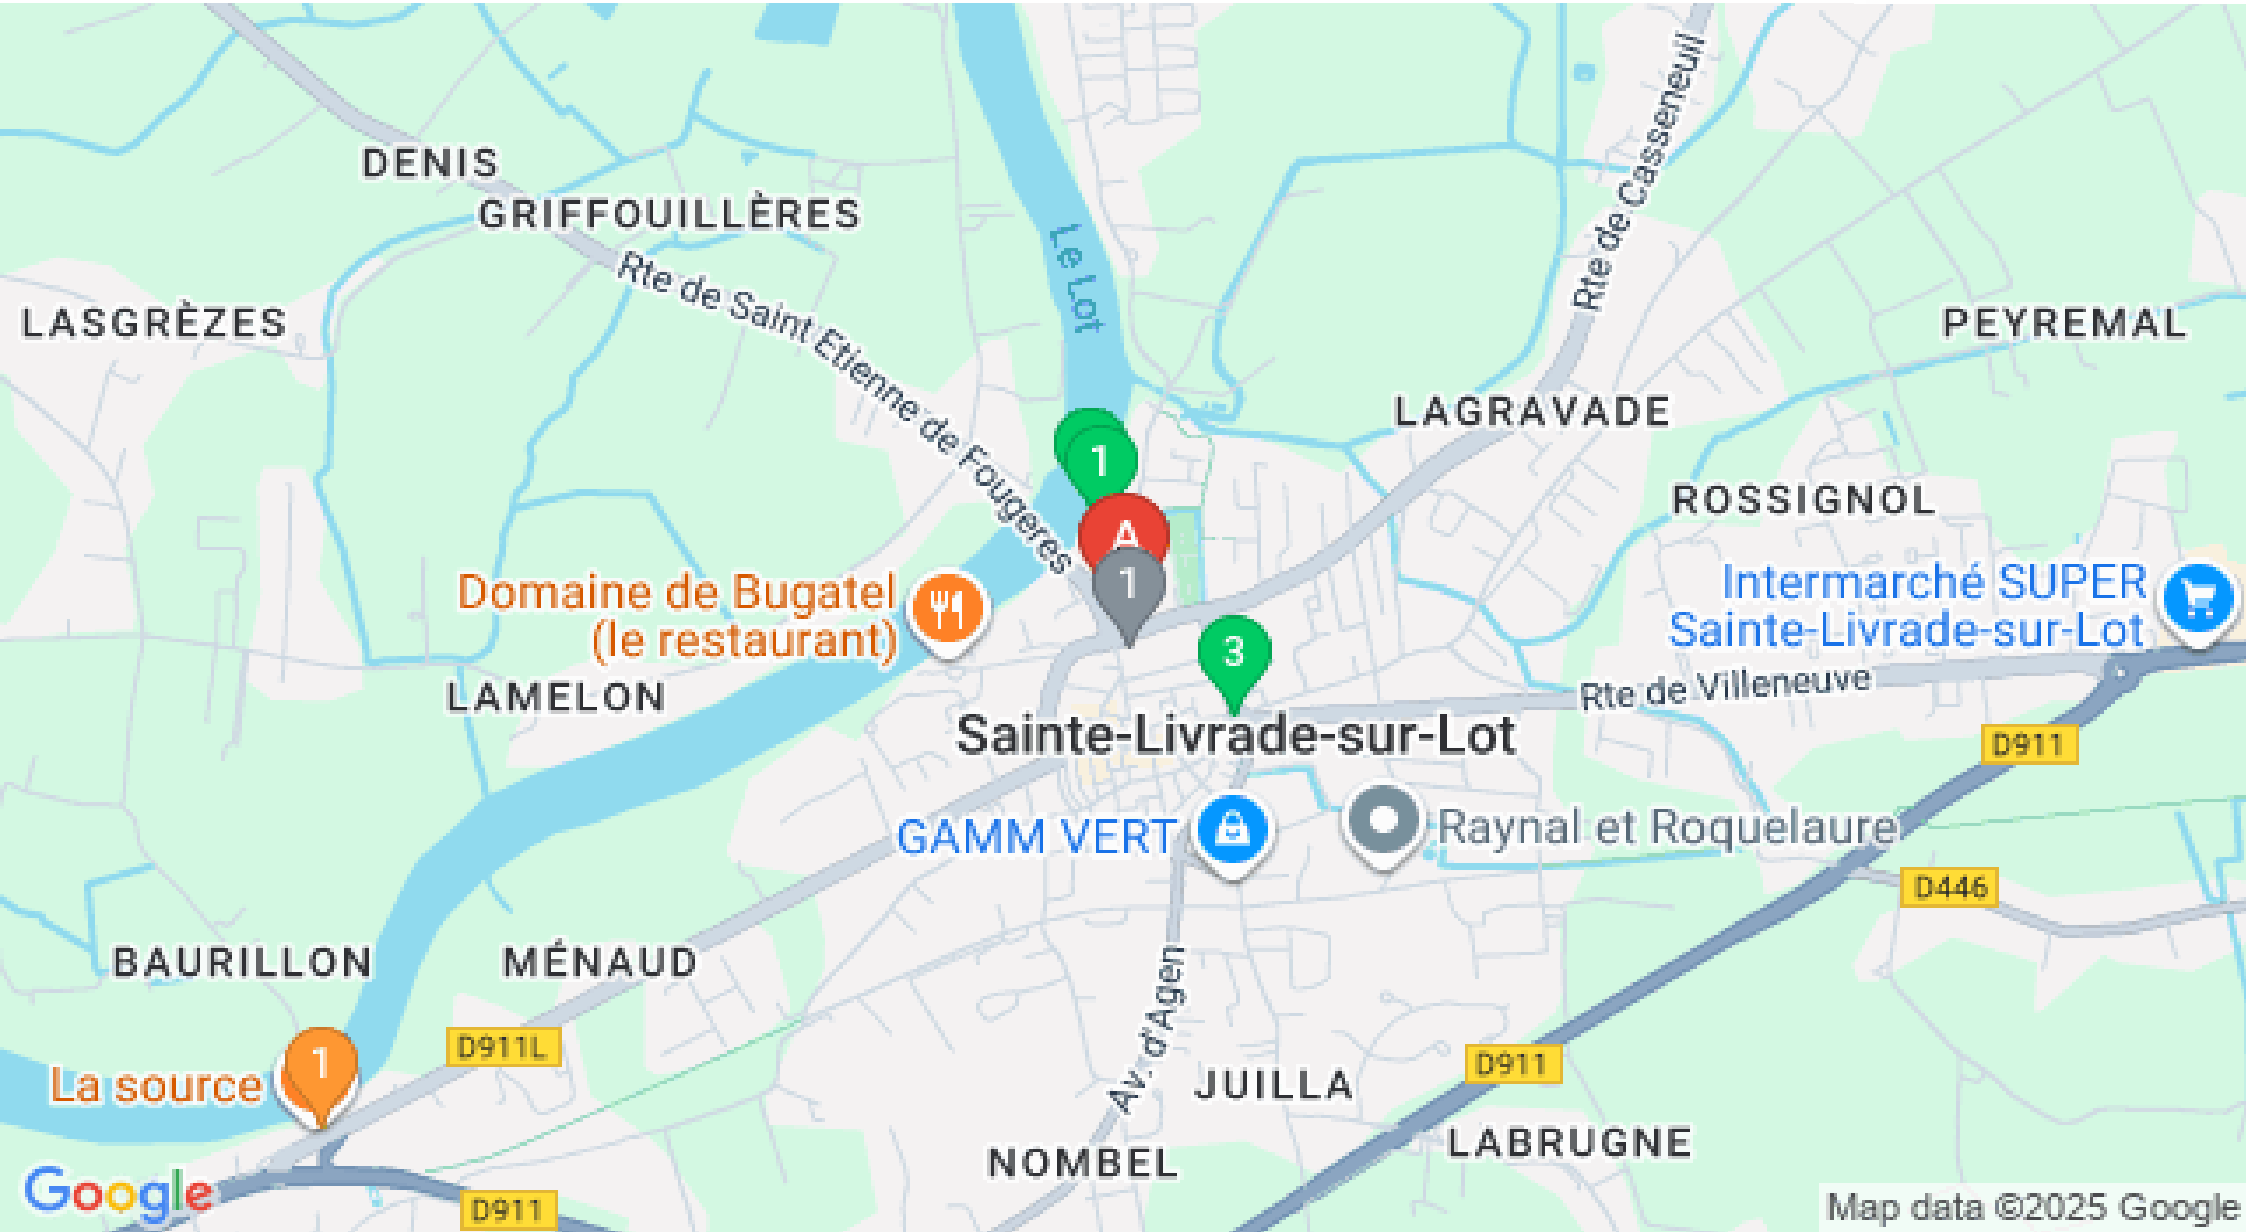 Rte de Casseneuil
DENIS
GRIFFOUILLÈRES
Le Lot
Rte de Saint Etienne de Fougères
LASGRÈZES
PEYREMAL
LAGRAVADE
1
ROSSIGNOL
A
1
Domaine de Bugatel
(le restaurant)
Intermarché SUPER
Sainte-Livrade-sur-Lot
3
LAMELON
Rte de Villeneuve
Sainte-Livrade-sur-Lot
D911
GAMM VERT
Raynal et Roquelaure
D446
BAURILLON
MÉNAUD
Av. d'Agen
D911L
D911
1
La source
JUILLA
LABRUGNE
NOMBEL
Google
D911
Map data ©2025 Google